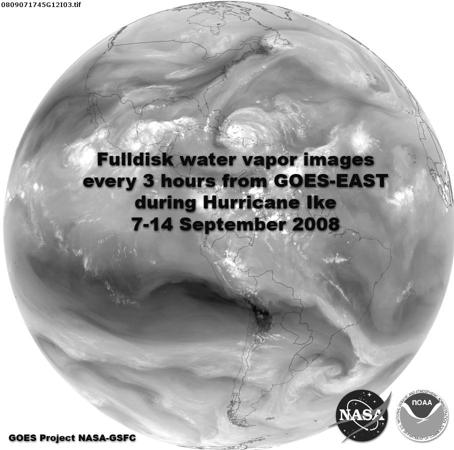 0809071745G12I03.tif
Fulldisk water vapor images
every 3 hours from GOES-EAST
during Hurricane Ike
7-14 September 2008
NASA
NOAA
GOES Project NASA-GSFC